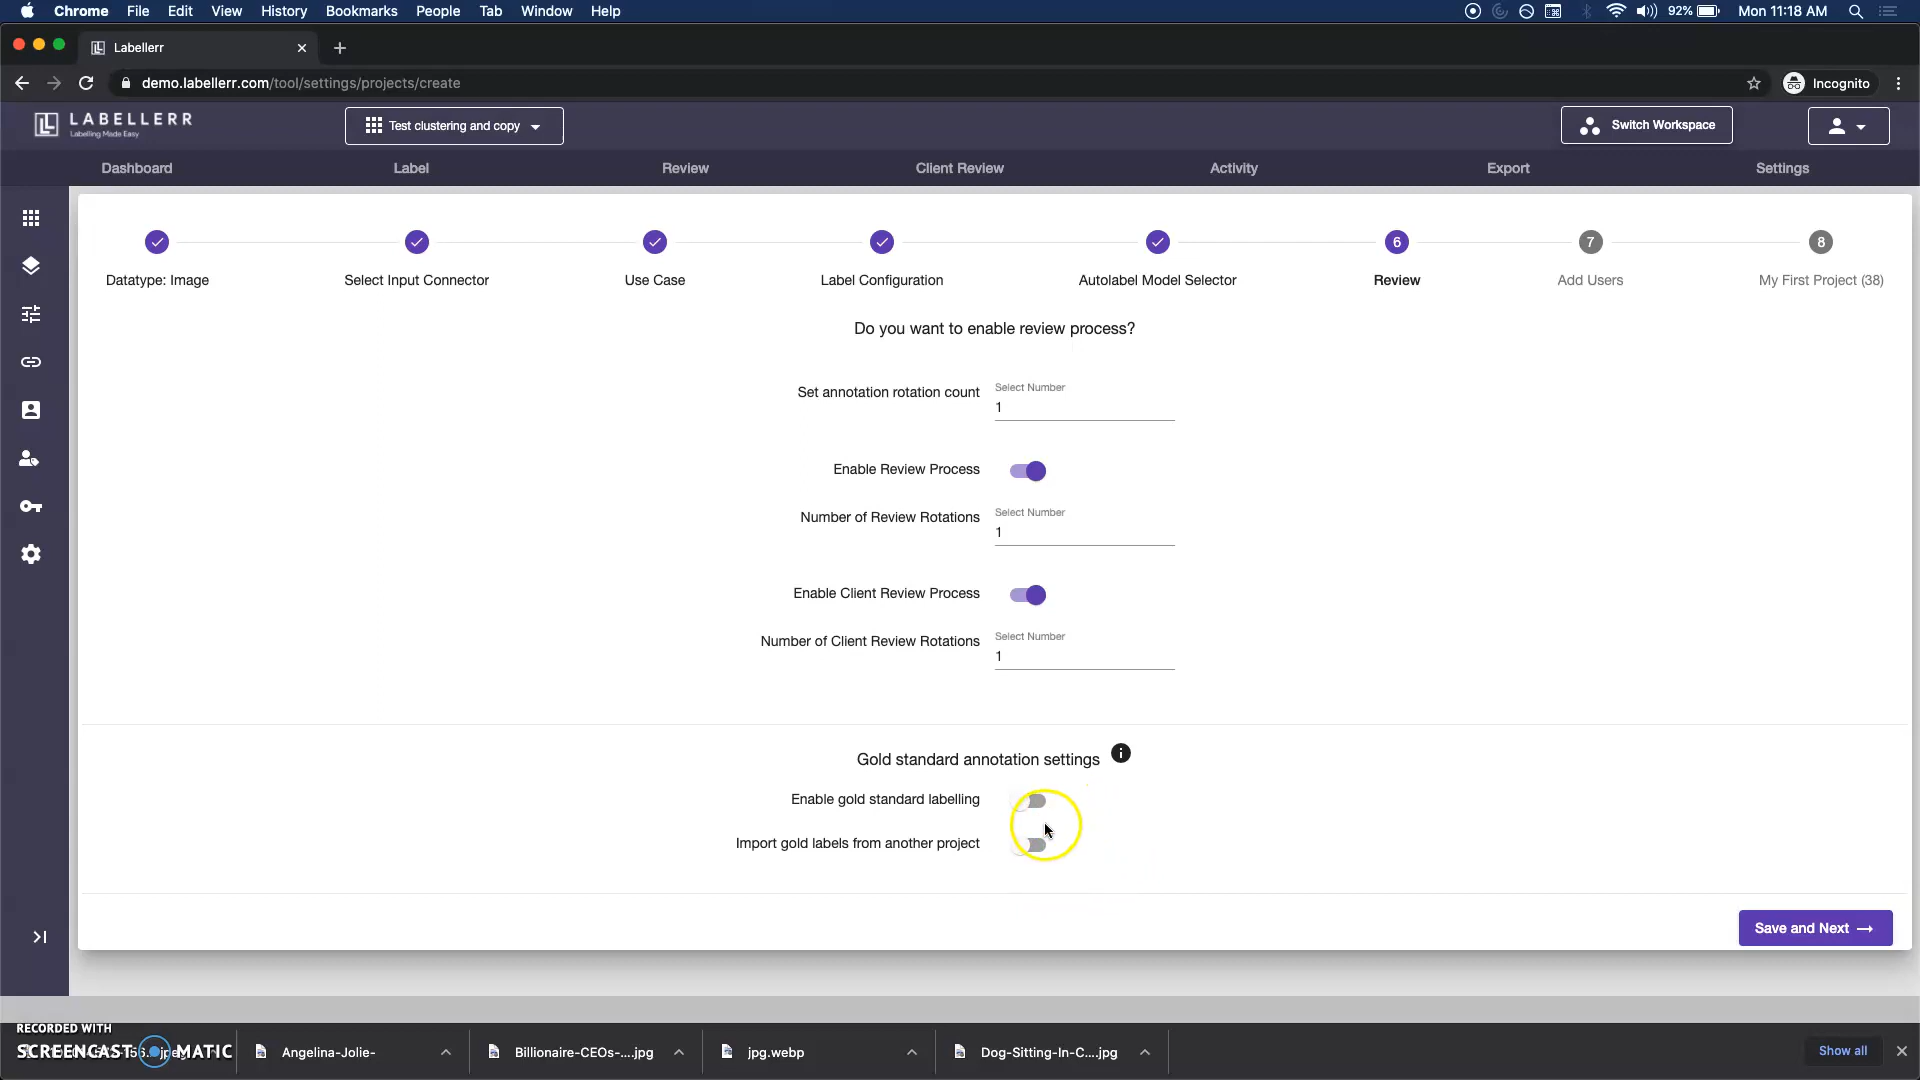 Chrome File Edit View History Bookmarks People Tab Window Help 92% Mon 11:18 AM
Labellerr
demo.labellerr.com/tool/settings/projects/create Incognito
LABELLERR
Labelling Made Easy
Test clustering and copy
Switch Workspace
Dashboard Label Review Client Review Activity Export Settings
6 7 8
Datatype: Image Select Input Connector Use Case Label Configuration Autolabel Model Selector Review Add Users My First Project (38)
Do you want to enable review process?
Set annotation rotation count Select Number
1
Enable Review Process
Number of Review Rotations Select Number
1
Enable Client Review Process
Number of Client Review Rotations Select Number
1
Gold standard annotation settings
Enable gold standard labelling
Import gold labels from another project
Save and Next →
RECORDED WITH
SCREENCAST MATIC
Angelina-Jolie- Billionaire-CEOs-....jpg jpg.webp Dog-Sitting-In-C....jpg Show all